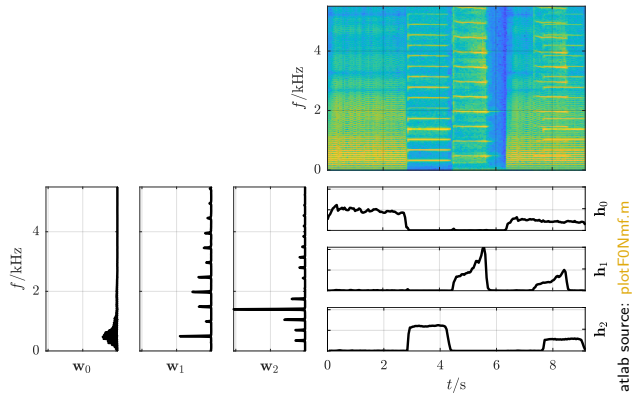 f/kHz
4
2
0
f/kHz
4
2
0
w₀
w₁
w₂
h₀
h₁
h₂
0
2
4
6
8
t/s
atlab source: plotF0Nmf.m